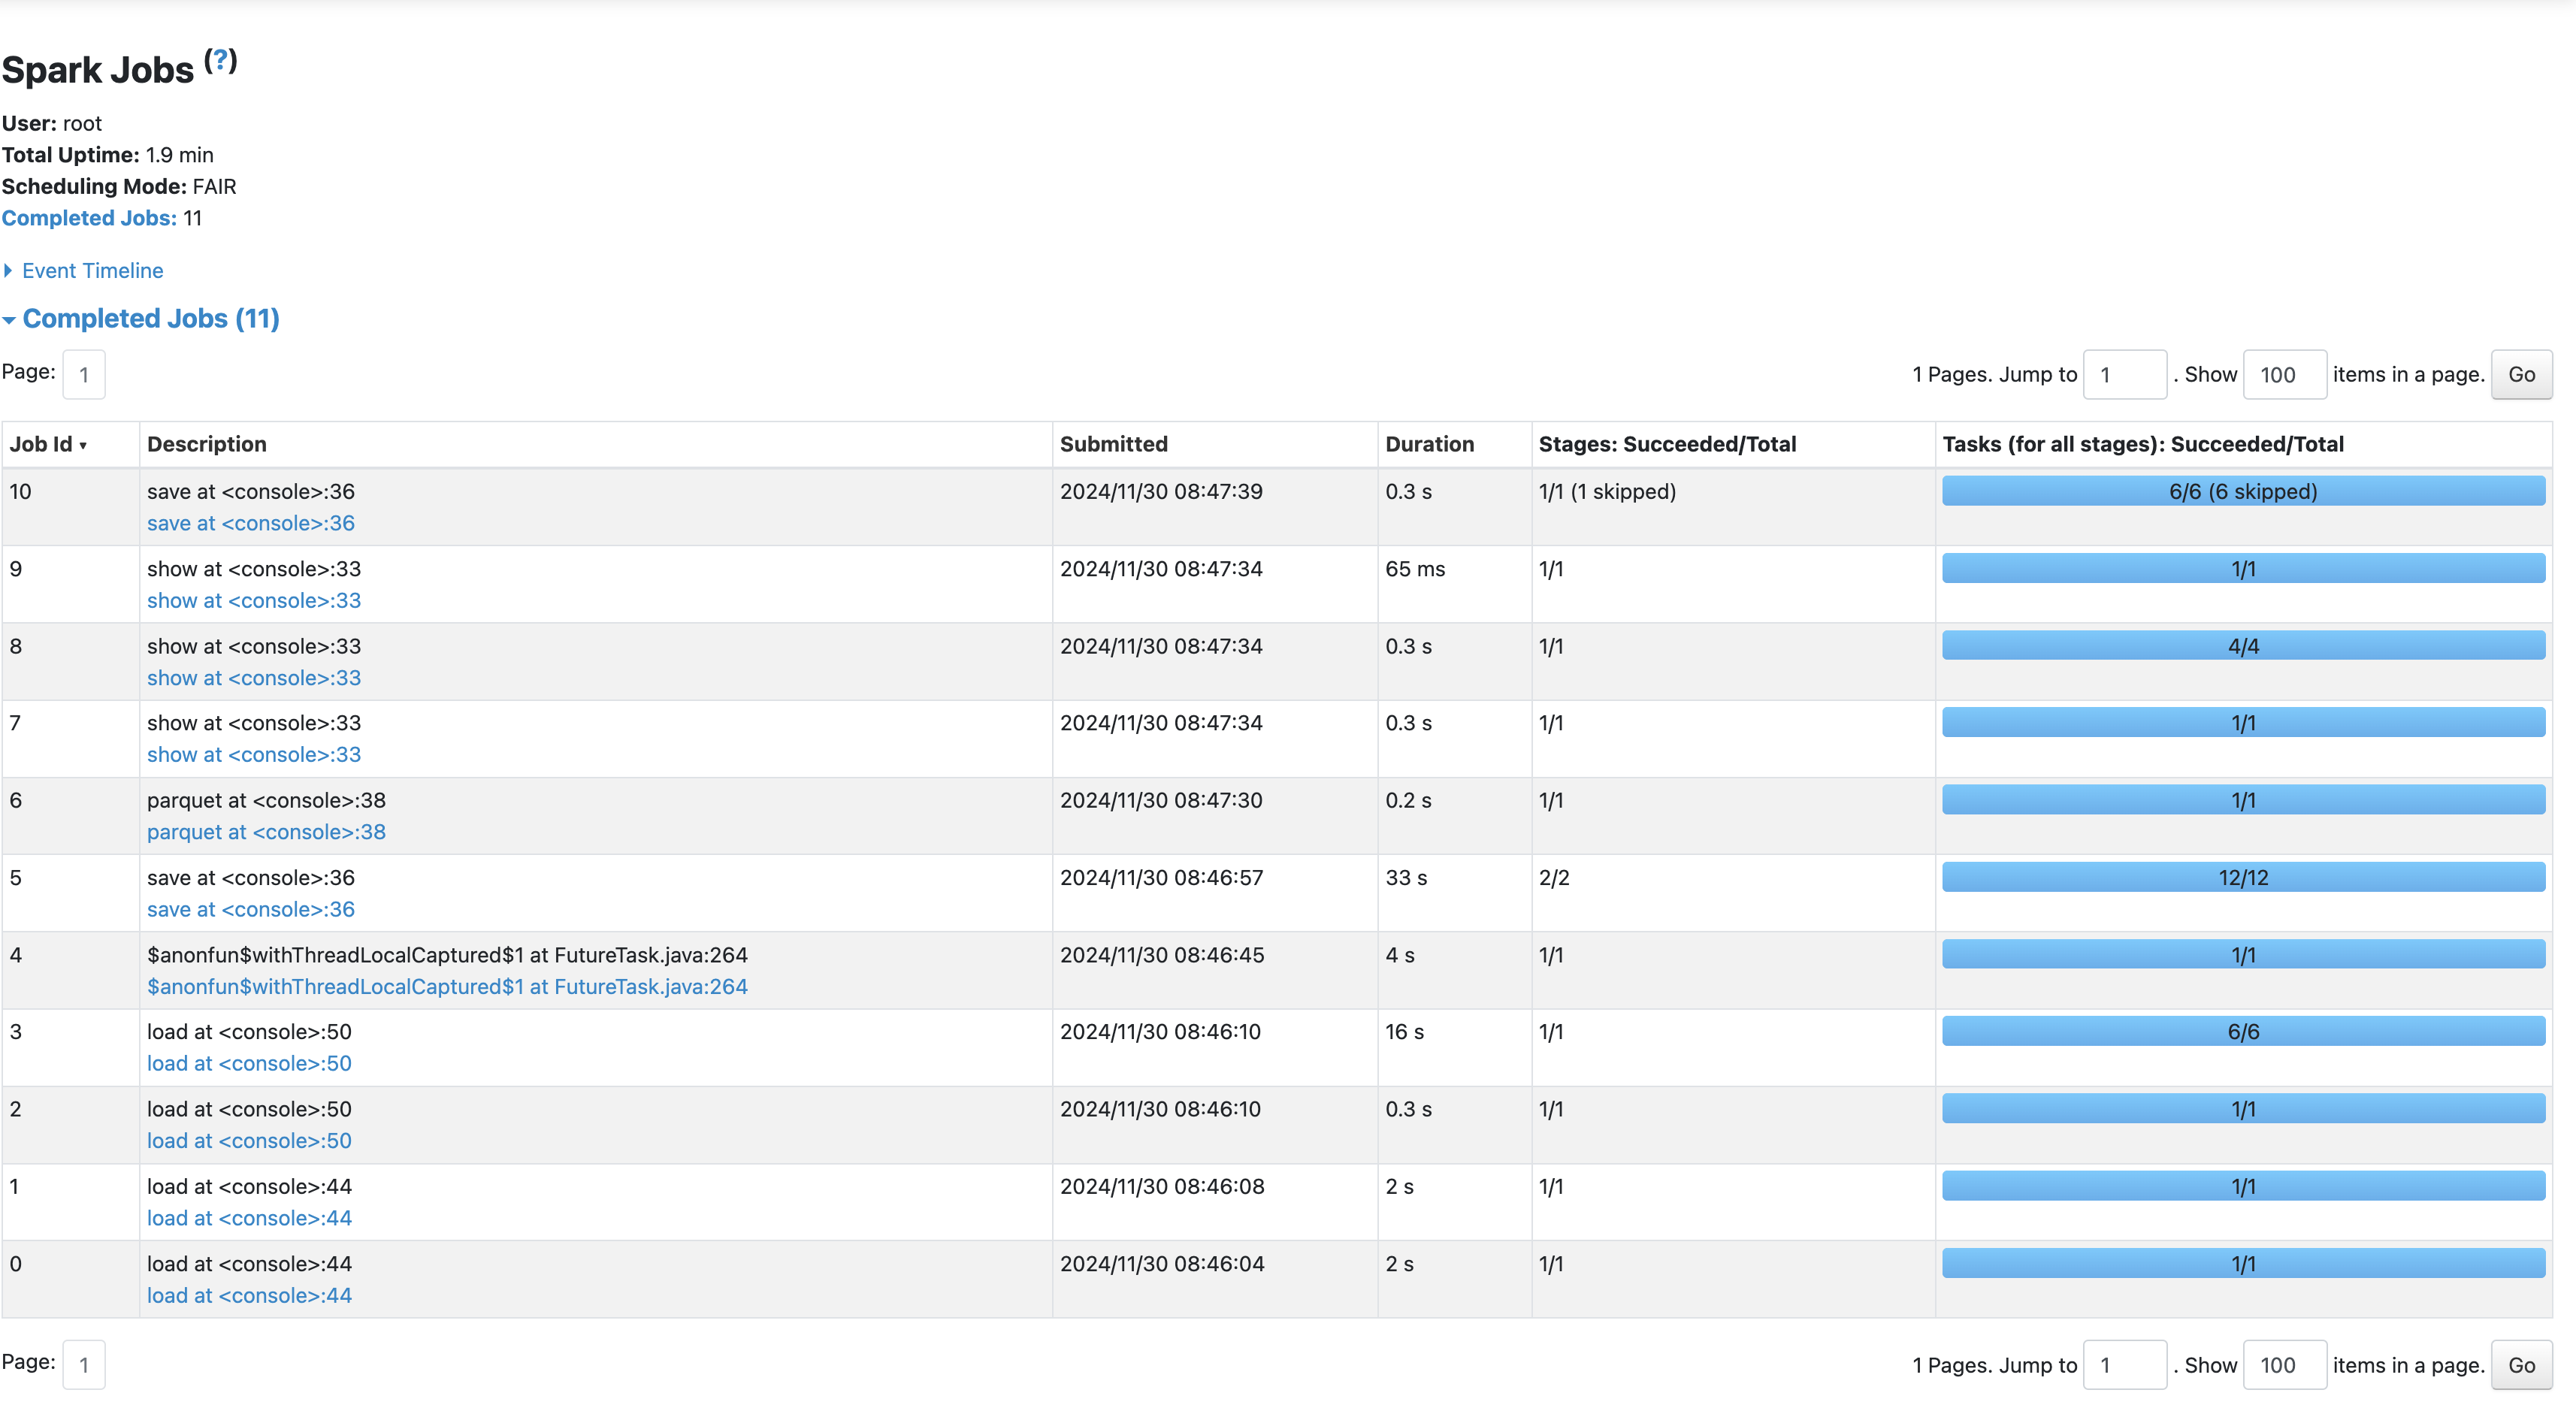 Spark Jobs (?)
User: root
Total Uptime: 1.9 min
Scheduling Mode: FAIR
Completed Jobs: 11
Event Timeline
Completed Jobs (11)
Page: 1 1 Pages. Jump to 1 . Show 100 items in a page. Go
Job Id ▾ Description Submitted Duration Stages: Succeeded/Total Tasks (for all stages): Succeeded/Total
10 save at <console>:36 2024/11/30 08:47:39 0.3 s 1/1 (1 skipped) 6/6 (6 skipped)
save at <console>:36
9 show at <console>:33 2024/11/30 08:47:34 65 ms 1/1 1/1
show at <console>:33
8 show at <console>:33 2024/11/30 08:47:34 0.3 s 1/1 4/4
show at <console>:33
7 show at <console>:33 2024/11/30 08:47:34 0.3 s 1/1 1/1
show at <console>:33
6 parquet at <console>:38 2024/11/30 08:47:30 0.2 s 1/1 1/1
parquet at <console>:38
5 save at <console>:36 2024/11/30 08:46:57 33 s 2/2 12/12
save at <console>:36
4 $anonfun$withThreadLocalCaptured$1 at FutureTask.java:264 2024/11/30 08:46:45 4 s 1/1 1/1
$anonfun$withThreadLocalCaptured$1 at FutureTask.java:264
3 load at <console>:50 2024/11/30 08:46:10 16 s 1/1 6/6
load at <console>:50
2 load at <console>:50 2024/11/30 08:46:10 0.3 s 1/1 1/1
load at <console>:50
1 load at <console>:44 2024/11/30 08:46:08 2 s 1/1 1/1
load at <console>:44
0 load at <console>:44 2024/11/30 08:46:04 2 s 1/1 1/1
load at <console>:44
Page: 1 1 Pages. Jump to 1 . Show 100 items in a page. Go